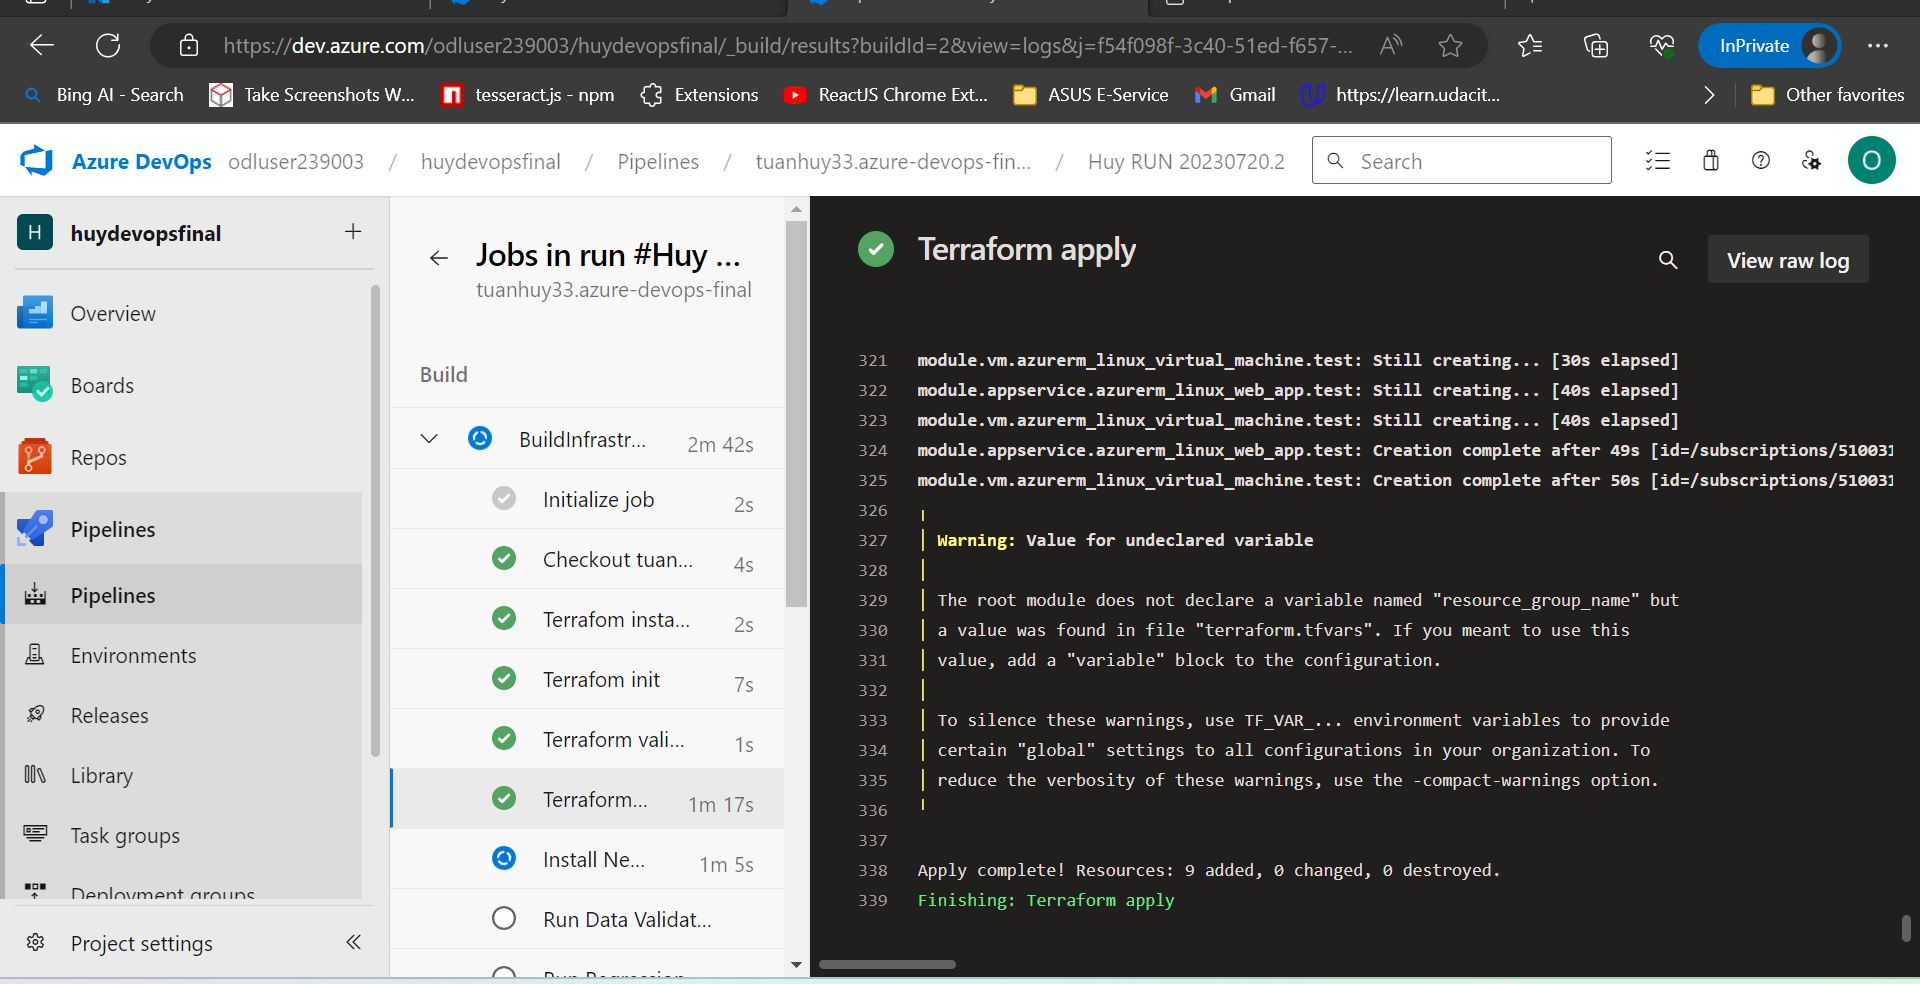 https://dev.azure.com/odluser239003/huydevopsfinal/_build/results?buildId=2&view=logs&j=f54f098f-3c40-51ed-f657-...
InPrivate
Bing AI - Search
Take Screenshots W...
tesseract.js - npm
Extensions
ReactJS Chrome Ext...
ASUS E-Service
Gmail
https://learn.udacit...
Other favorites
Azure DevOps
odluser239003 / huydevopsfinal / Pipelines / tuanhuy33.azure-devops-fin... / Huy RUN 20230720.2
Search
O
H
huydevopsfinal
Overview
Boards
Repos
Pipelines
Pipelines
Environments
Releases
Library
Task groups
Deployment groups
Project settings
Jobs in run #Huy ...
tuanhuy33.azure-devops-final
Build
BuildInfrastr... 2m 42s
Initialize job 2s
Checkout tuan... 4s
Terrafom insta... 2s
Terrafom init 7s
Terraform vali... 1s
Terraform... 1m 17s
Install Ne... 1m 5s
Run Data Validat...
Run Regression
Terraform apply
View raw log
321 module.vm.azurerm_linux_virtual_machine.test: Still creating... [30s elapsed]
322 module.appservice.azurerm_linux_web_app.test: Still creating... [40s elapsed]
323 module.vm.azurerm_linux_virtual_machine.test: Still creating... [40s elapsed]
324 module.appservice.azurerm_linux_web_app.test: Creation complete after 49s [id=/subscriptions/510031
325 module.vm.azurerm_linux_virtual_machine.test: Creation complete after 50s [id=/subscriptions/510031
326
327 Warning: Value for undeclared variable
328
329 The root module does not declare a variable named "resource_group_name" but
330 a value was found in file "terraform.tfvars". If you meant to use this
331 value, add a "variable" block to the configuration.
332
333 To silence these warnings, use TF_VAR_... environment variables to provide
334 certain "global" settings to all configurations in your organization. To
335 reduce the verbosity of these warnings, use the -compact-warnings option.
336
337
338 Apply complete! Resources: 9 added, 0 changed, 0 destroyed.
339 Finishing: Terraform apply